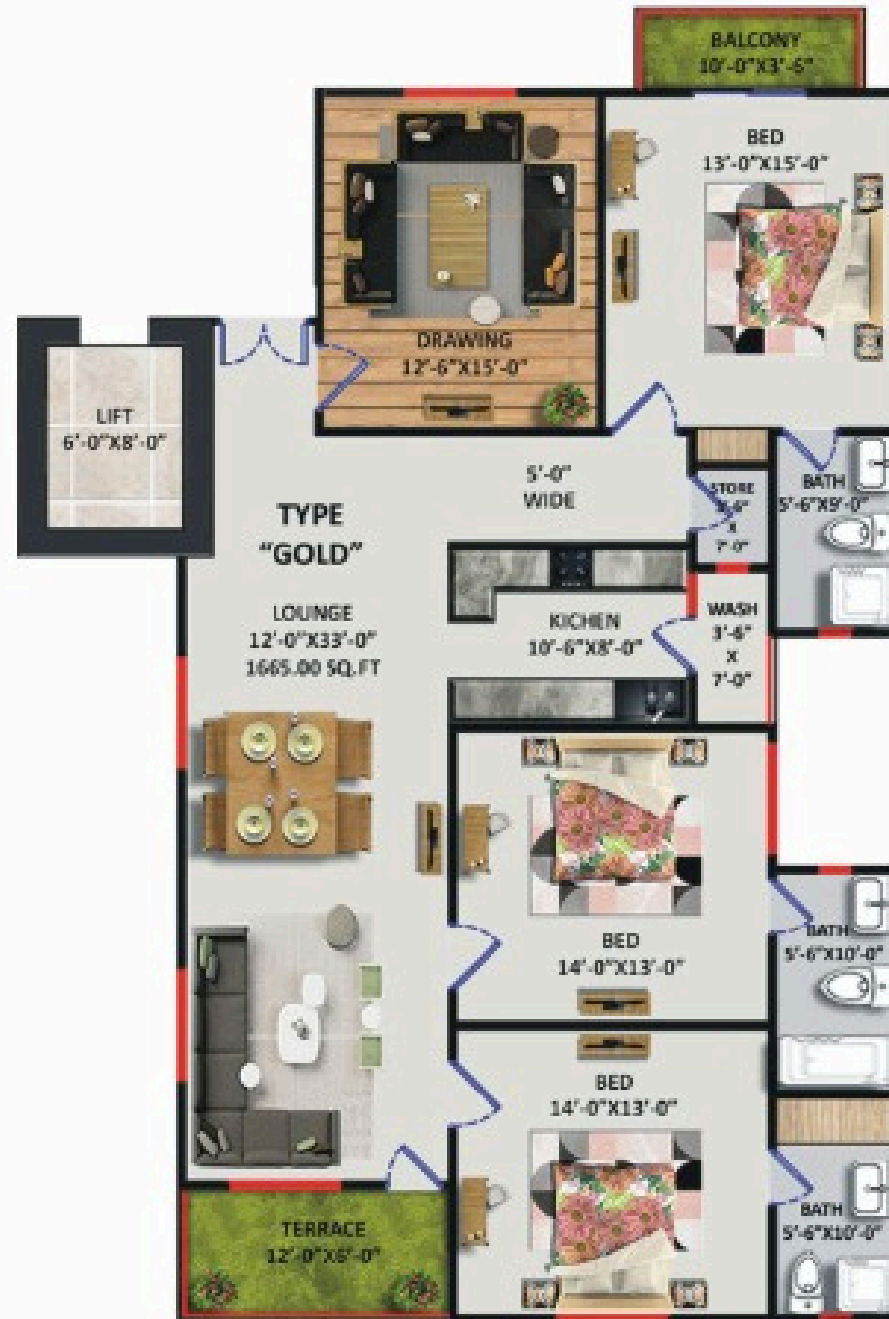 BALCONY
10'-0"X3'-6"
BED
13'-0"X15'-0"
DRAWING
12'-6"X15'-0"
LIFT
6'-0"X8'-0"
5'-0"
WIDE
STORE
X
7'-0"
BATH
5'-6"X9'-0"
TYPE
"GOLD"
LOUNGE
12'-0"X33'-0"
1665.00 SQ.FT
KICHEN
10'-6"X8'-0"
WASH
3'-6"
X
7'-0"
BED
14'-0"X13'-0"
BATH
5'-6"X10'-0"
BED
14'-0"X13'-0"
BATH
5'-6"X10'-0"
TERRACE
12'-0"X6'-0"